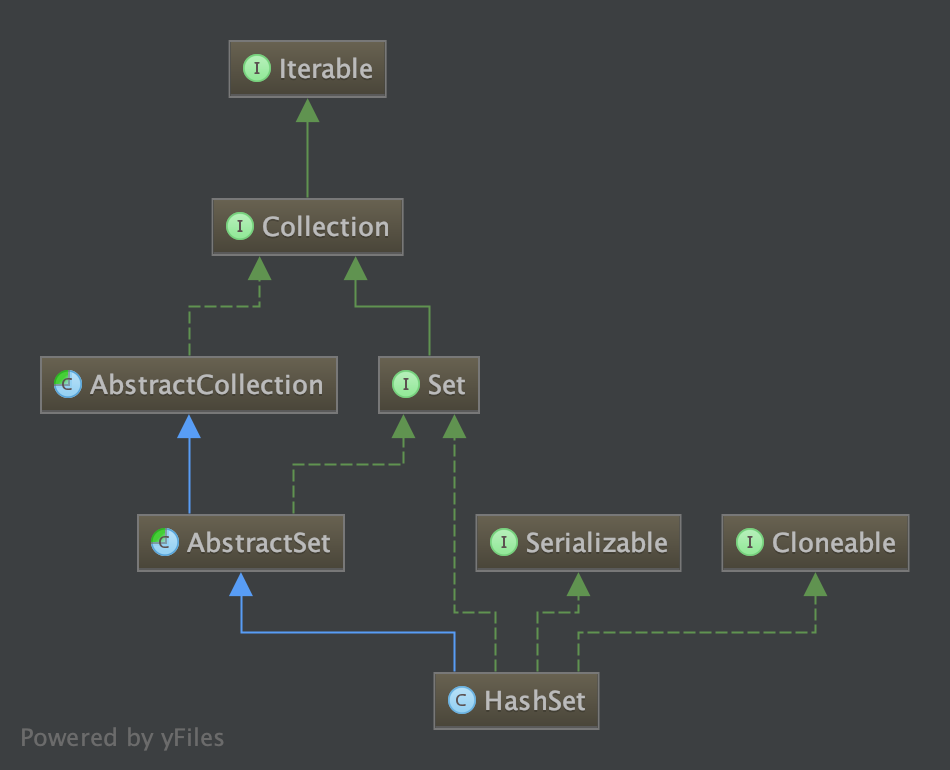 I Iterable
I Collection
C AbstractCollection
I Set
C AbstractSet
I Serializable
I Cloneable
C HashSet
Powered by yFiles